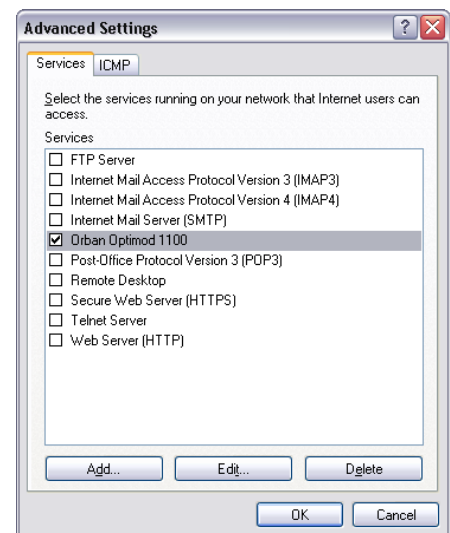 Advanced Settings
Services ICMP
Select the services running on your network that Internet users can
access.
Services
FTP Server
Internet Mail Access Protocol Version 3 (IMAP3)
Internet Mail Access Protocol Version 4 (IMAP4)
Internet Mail Server (SMTP)
Orban Optimod 1100
Post-Office Protocol Version 3 (POP3)
Remote Desktop
Secure Web Server (HTTPS)
Telnet Server
Web Server (HTTP)
Add... Edit... Delete
OK Cancel